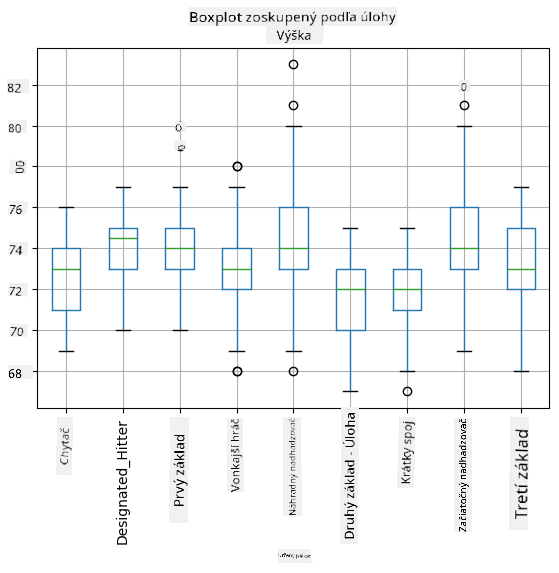 Boxplot zoskupený podľa úlohy
Výška
82
80
00
76
74
72
70
68
Chytač
Designated_Hitter
Prvý základ
Vonkajší hráč
Náhradný nadhadzovač
Druhý základ - Úloha
Krátky spoj
Začiatočný nadhadzovač
Tretí základ